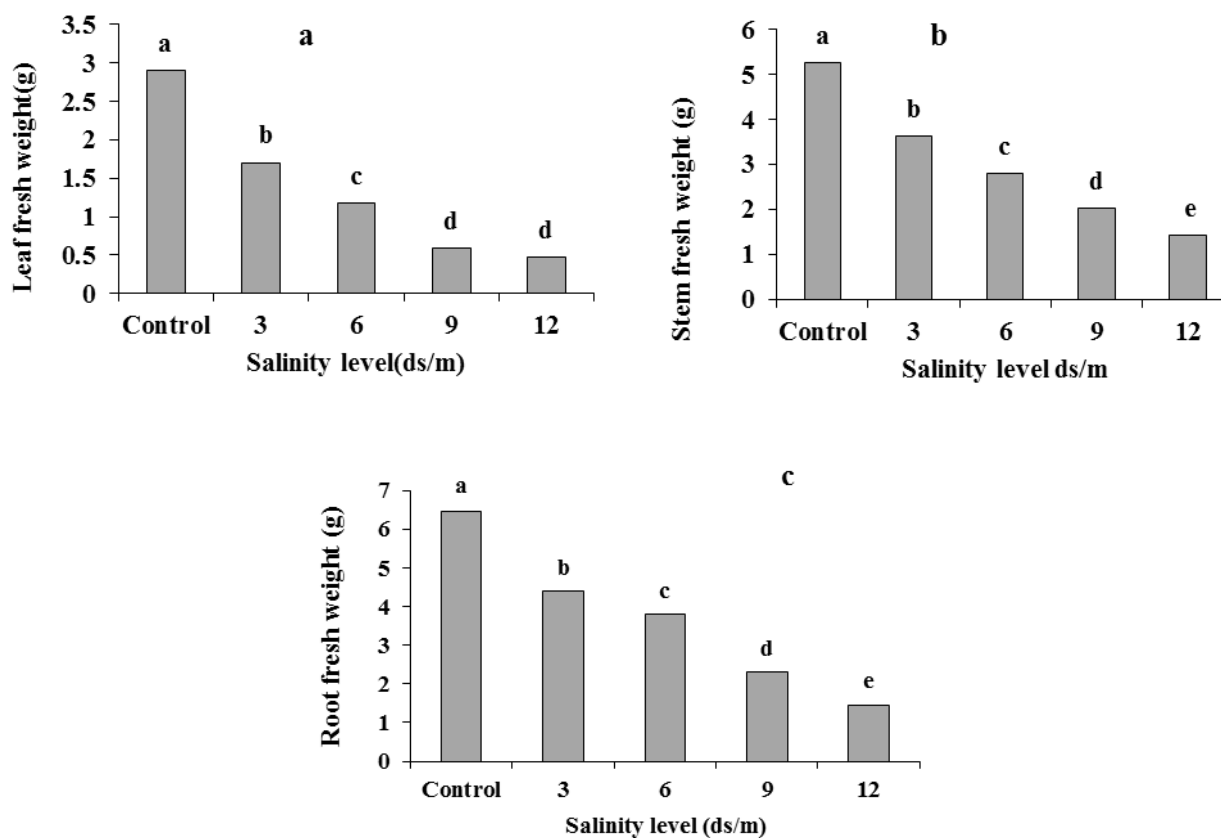 a
Leaf fresh weight(g)
3.5
3
2.5
2
1.5
1
0.5
0
a
b
c
d
d
Control 3 6 9 12
Salinity level(ds/m)
b
Stem fresh weight (g)
6
5
4
3
2
1
0
a
b
c
d
e
Control 3 6 9 12
Salinity level ds/m
c
Root fresh weight (g)
7
6
5
4
3
2
1
0
a
b
c
d
e
Control 3 6 9 12
Salinity level (ds/m)